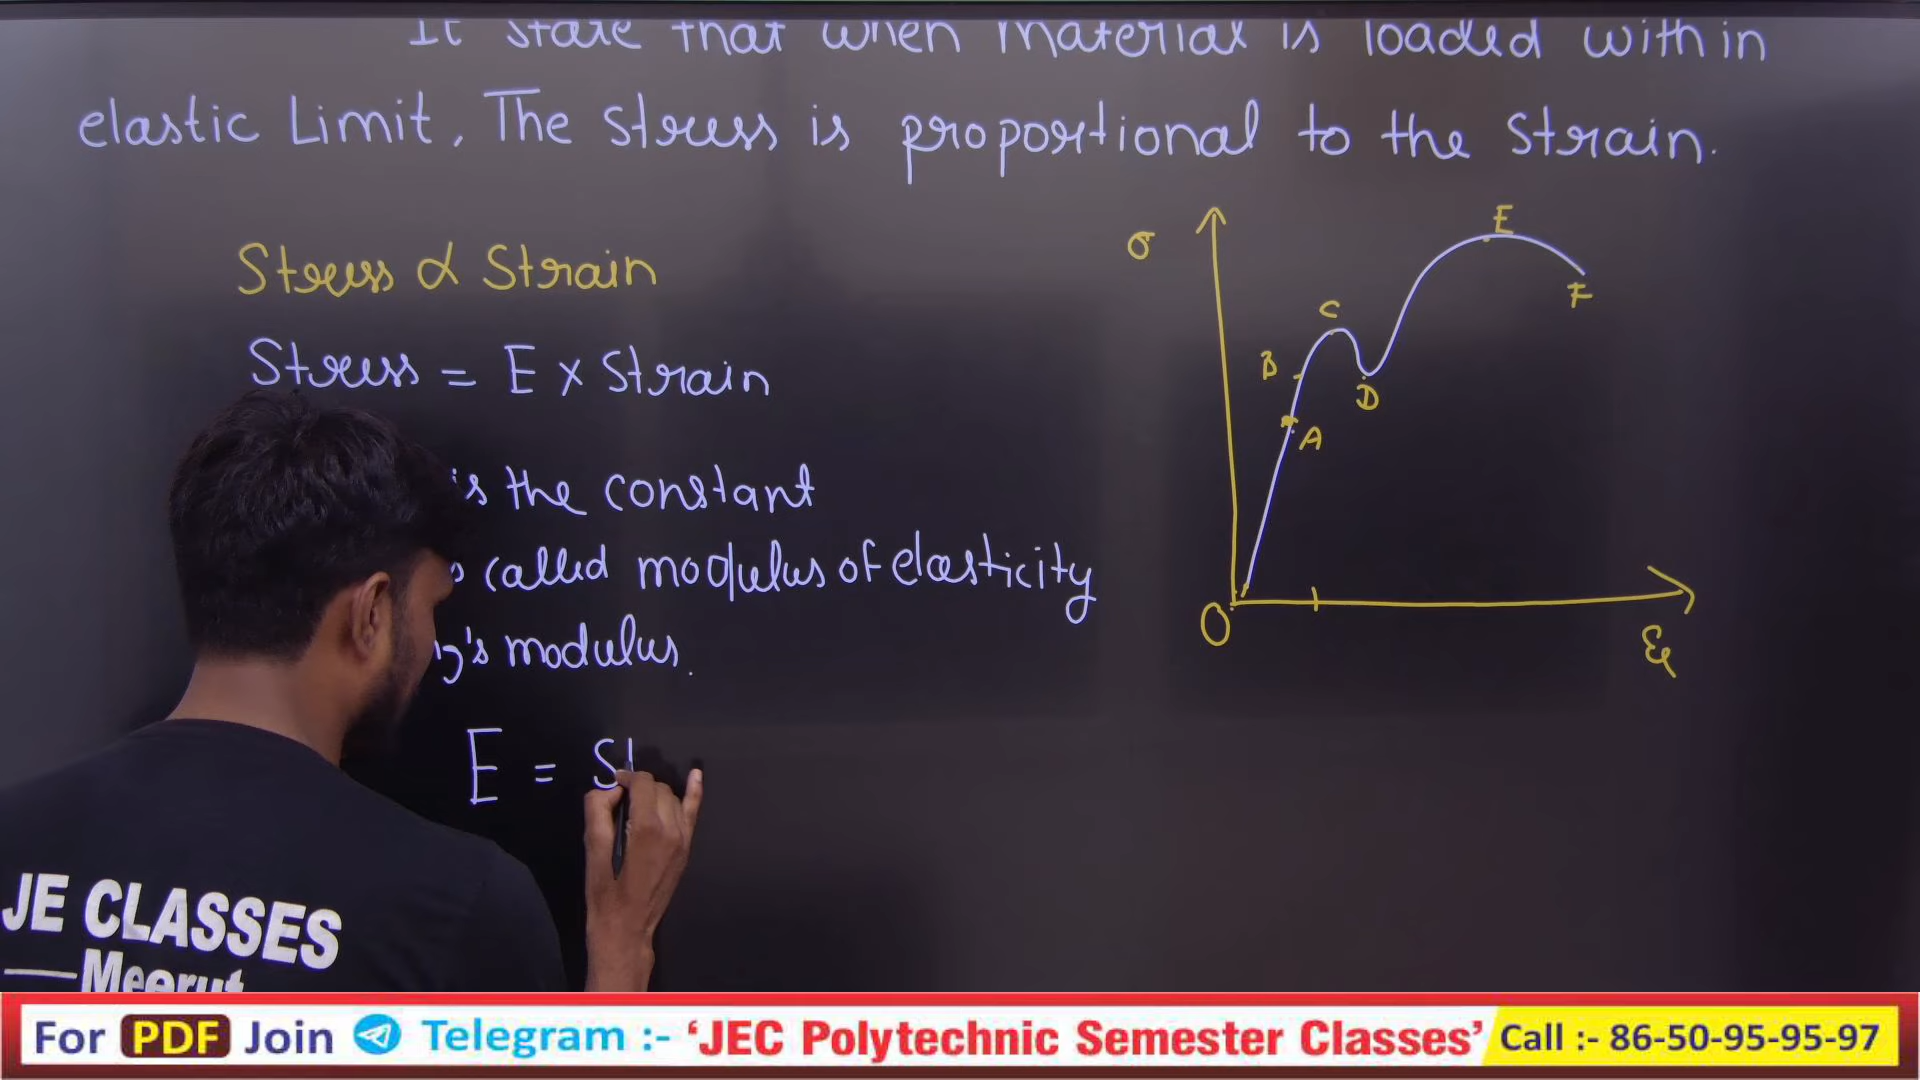 It state that when material is loaded within
elastic Limit, The stress is proportional to the strain.
Stress α Strain
Stress = E x Strain
is the constant
called modulus of elasticity
's modulus.
E = St
σ
E
F
C
B
D
A
O
JE CLASSES
Meerut
For PDF Join Telegram :- 'JEC Polytechnic Semester Classes' Call :- 86-50-95-95-97